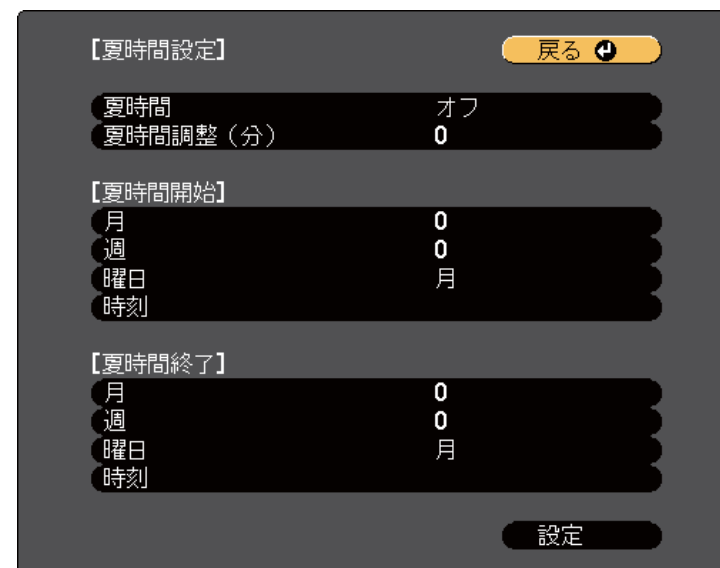 【夏時間設定】 戻る
夏時間 オフ
夏時間調整（分） 0
【夏時間開始】
月 0
週 0
曜日 月
時刻
【夏時間終了】
月 0
週 0
曜日 月
時刻
設定